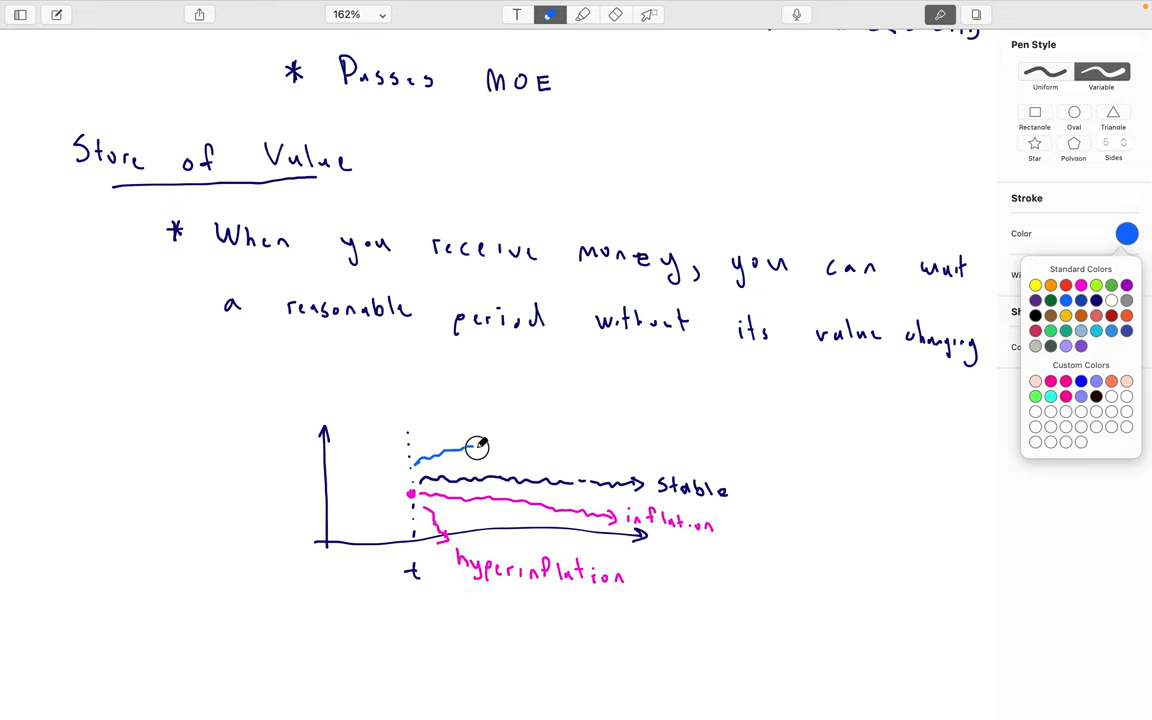 162%
T
Pen Style
* Passes MOE
Uniform Variable
Rectangle Oval Triangle
5
Star Polygon Sides
Store of Value
Stroke
Color
* When you receive money, you can wait
a reasonable period without its value changing
Standard Colors
Custom Colors
stable
inflation
hyperinflation
t